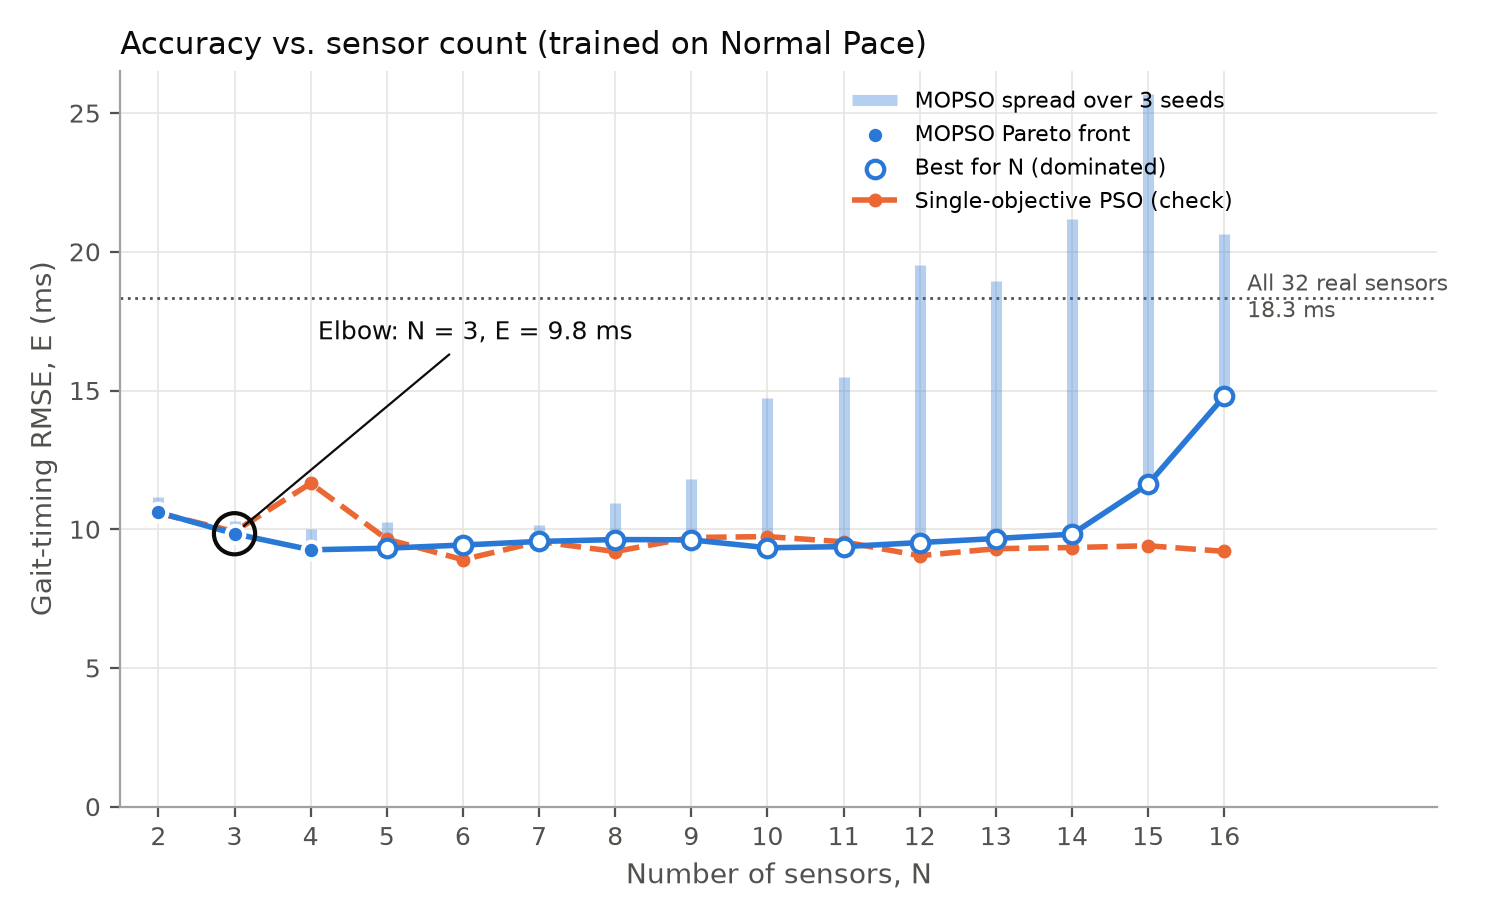 Accuracy vs. sensor count (trained on Normal Pace)
MOPSO spread over 3 seeds
MOPSO Pareto front
Best for N (dominated)
Single-objective PSO (check)
All 32 real sensors
18.3 ms
Elbow: N = 3, E = 9.8 ms
Gait-timing RMSE, E (ms)
25
20
15
10
5
0
2 3 4 5 6 7 8 9 10 11 12 13 14 15 16
Number of sensors, N